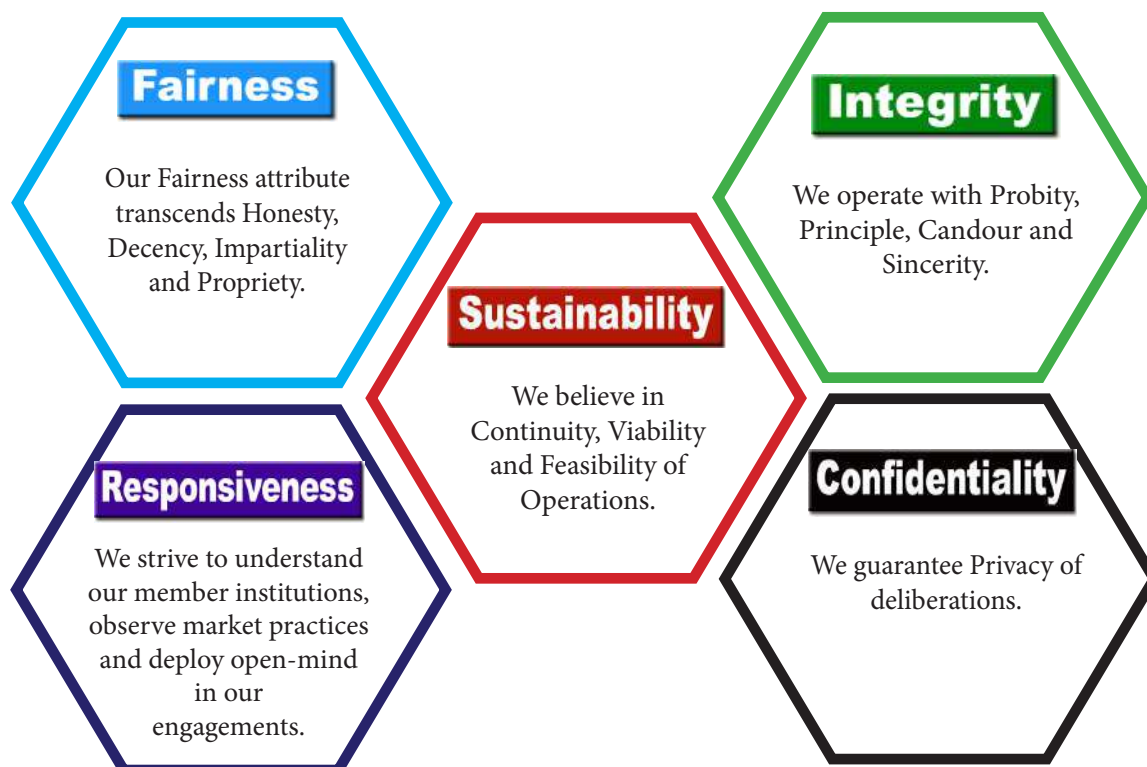 Fairness
Our Fairness attribute
transcends Honesty,
Decency, Impartiality
and Propriety.
Integrity
We operate with Probity,
Principle, Candour and
Sincerity.
Sustainability
We believe in
Continuity, Viability
and Feasibility of
Operations.
Responsiveness
We strive to understand
our member institutions,
observe market practices
and deploy open-mind
in our
engagements.
Confidentiality
We guarantee Privacy of
deliberations.